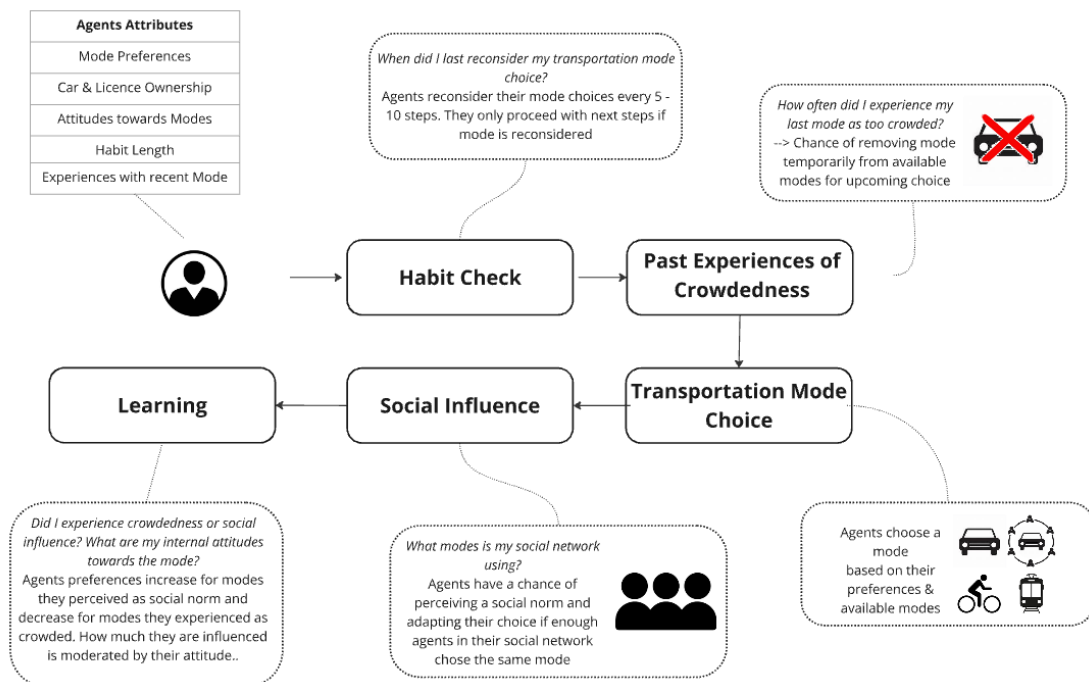 Agents Attributes
Mode Preferences
Car & Licence Ownership
Attitudes towards Modes
Habit Length
Experiences with recent Mode
When did I last reconsider my transportation mode
choice?
Agents reconsider their mode choices every 5 -
10 steps. They only proceed with next steps if
mode is reconsidered
How often did I experience my
last mode as too crowded?
--> Chance of removing mode
temporarily from available
modes for upcoming choice
Habit Check
Past Experiences of
Crowdedness
Learning
Social Influence
Transportation Mode
Choice
Did I experience crowdedness or social
influence? What are my internal attitudes
towards the mode?
Agents preferences increase for modes
they perceived as social norm and
decrease for modes they experienced as
crowded. How much they are influenced
is moderated by their attitude..
What modes is my social network
using?
Agents have a chance of
perceiving a social norm and
adapting their choice if enough
agents in their social network
chose the same mode
Agents choose a
mode
based on their
preferences &
available modes